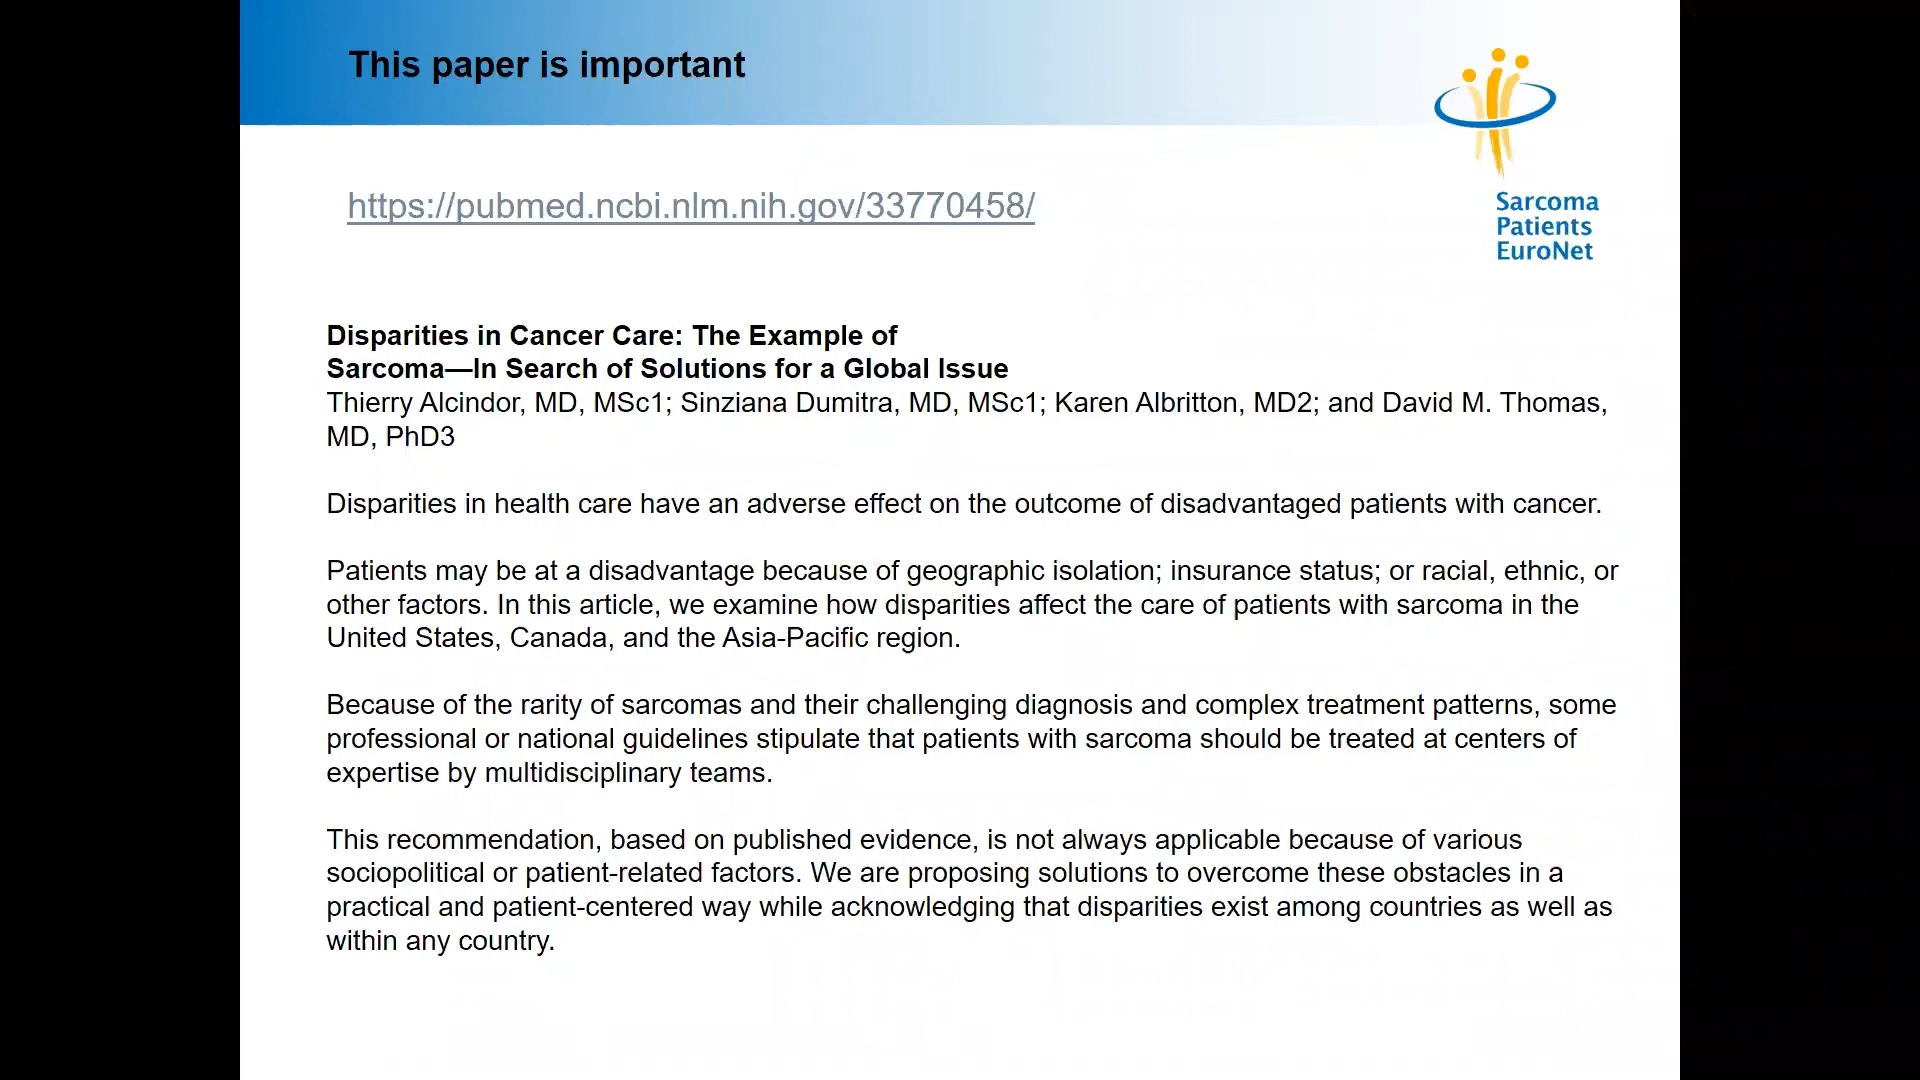 This paper is important
https://pubmed.ncbi.nlm.nih.gov/33770458/
Sarcoma
Patients
EuroNet
Disparities in Cancer Care: The Example of
Sarcoma—In Search of Solutions for a Global Issue
Thierry Alcindor, MD, MSc1; Sinziana Dumitra, MD, MSc1; Karen Albritton, MD2; and David M. Thomas,
MD, PhD3
Disparities in health care have an adverse effect on the outcome of disadvantaged patients with cancer.
Patients may be at a disadvantage because of geographic isolation; insurance status; or racial, ethnic, or
other factors. In this article, we examine how disparities affect the care of patients with sarcoma in the
United States, Canada, and the Asia-Pacific region.
Because of the rarity of sarcomas and their challenging diagnosis and complex treatment patterns, some
professional or national guidelines stipulate that patients with sarcoma should be treated at centers of
expertise by multidisciplinary teams.
This recommendation, based on published evidence, is not always applicable because of various
sociopolitical or patient-related factors. We are proposing solutions to overcome these obstacles in a
practical and patient-centered way while acknowledging that disparities exist among countries as well as
within any country.